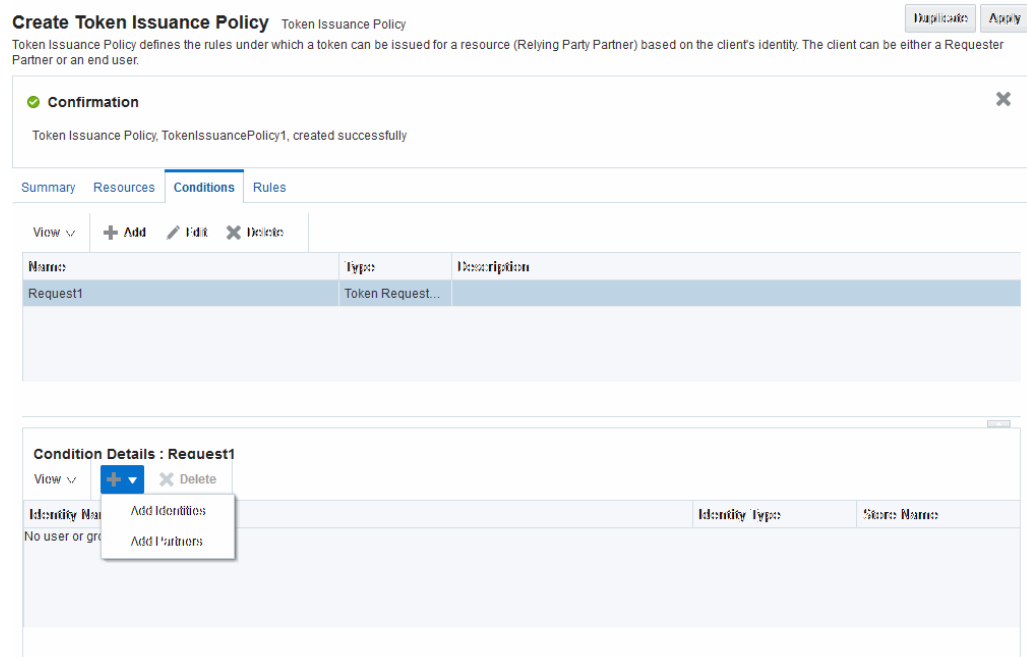 Create Token Issuance Policy Token Issuance Policy
Duplicate Apply
Token Issuance Policy defines the rules under which a token can be issued for a resource (Relying Party Partner) based on the client's identity. The client can be either a Requester
Partner or an end user.
Confirmation
Token Issuance Policy, TokenIssuancePolicy1, created successfully
Summary Resources Conditions Rules
View Add Edit Delete
Name Type Description
Request1 Token Request...
Condition Details : Request1
View Delete
Add Identities
Identity Na Identity Type Store Name
No user or gro
Add Partners